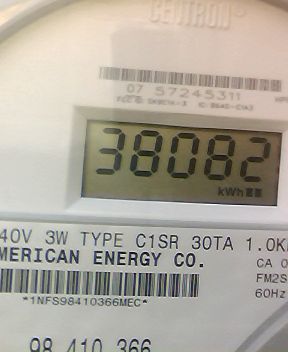 CENTRON®
07 57245311
38082
kWh
40V 3W TYPE C1SR 30TA 1.0K
MERICAN ENERGY CO.
CA 0
FM2S
60Hz
*1NFS98410366MEC*
98 410 366